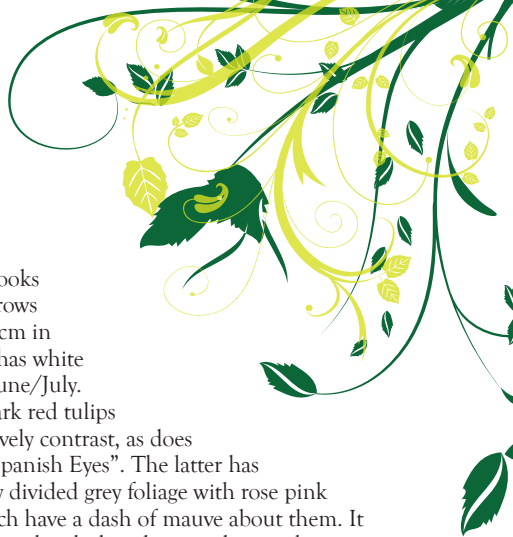 ooks
rows
cm in
has white
une/July.
ark red tulips
vely contrast, as does
panish Eyes”. The latter has
y divided grey foliage with rose pink
ch have a dash of mauve about them. It